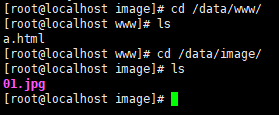 [root@localhost image]# cd /data/www/
[root@localhost www]# ls
a.html
[root@localhost www]# cd /data/image/
[root@localhost image]# ls
01.jpg
[root@localhost image]#